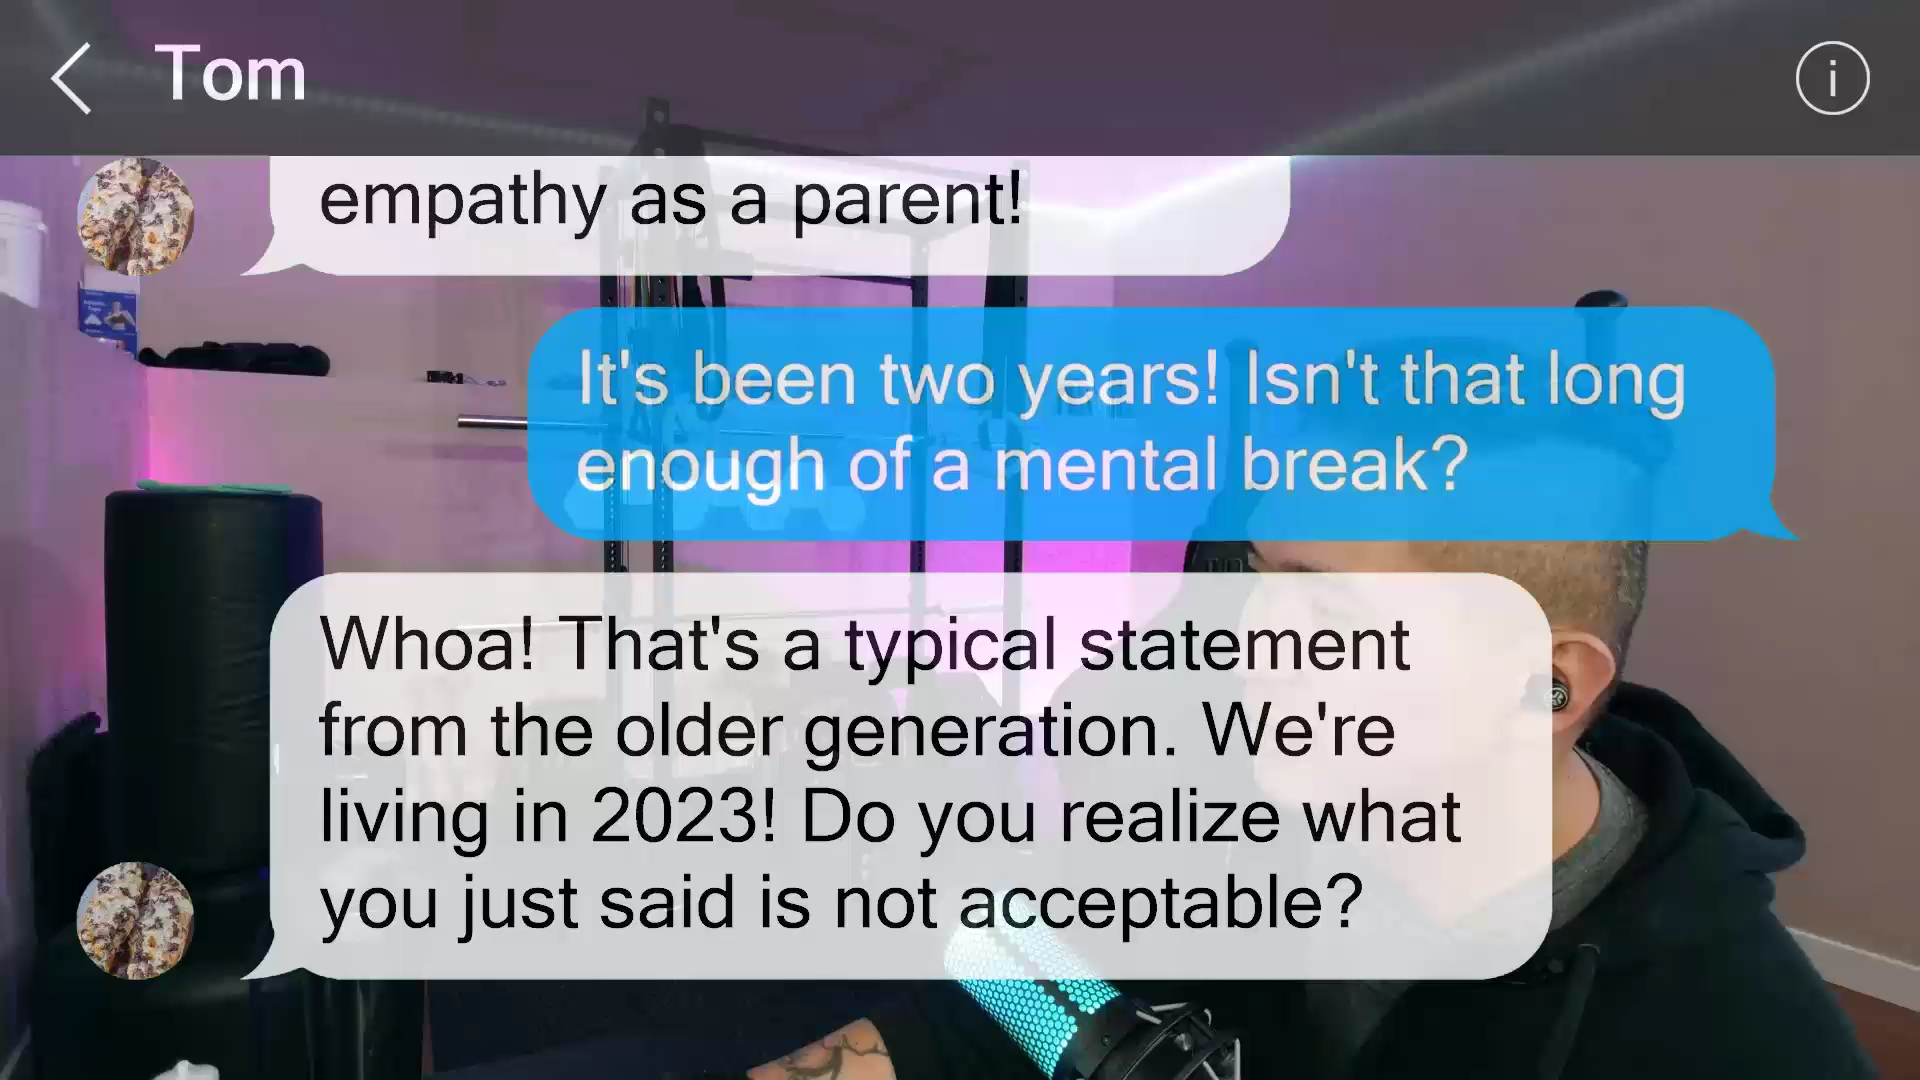 Tom
i
empathy as a parent!
It's been two years! Isn't that long
enough of a mental break?
Whoa! That's a typical statement
from the older generation. We're
living in 2023! Do you realize what
you just said is not acceptable?